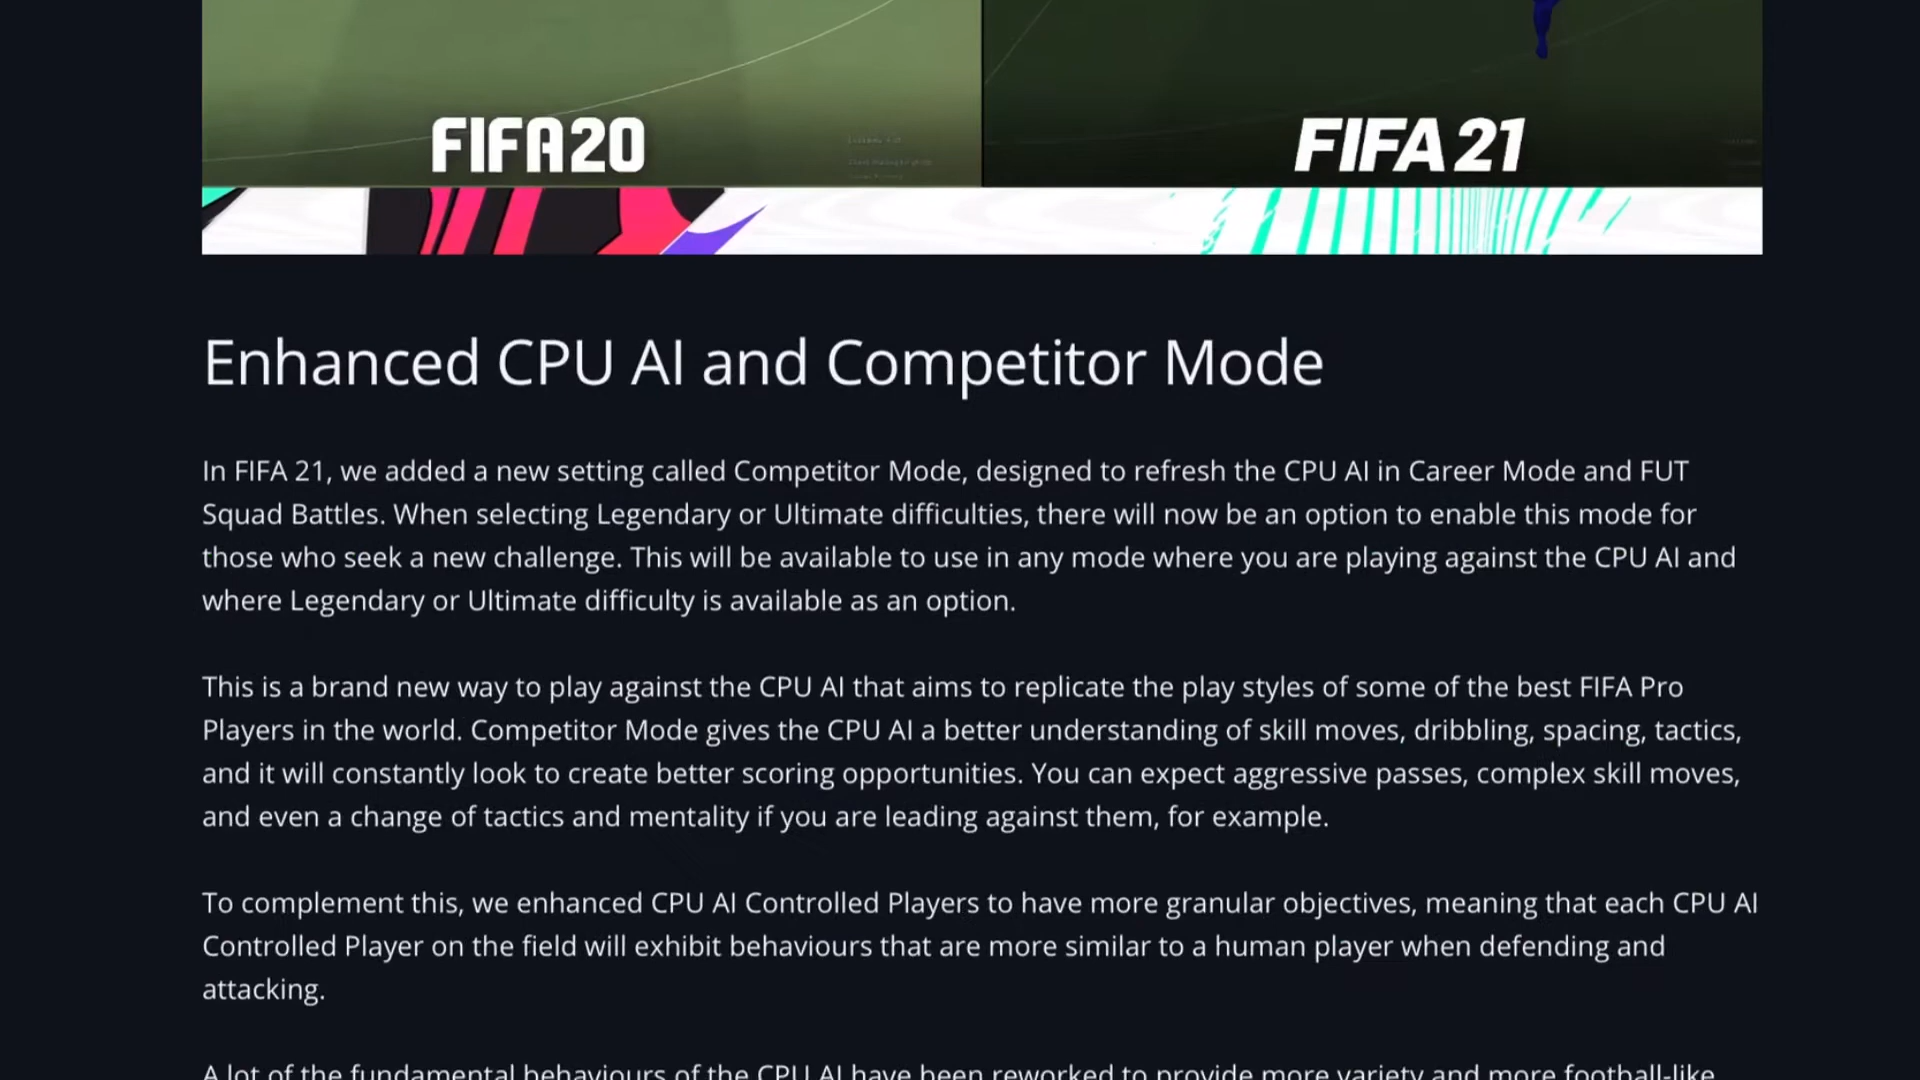 FIFA20
FIFA 21
Enhanced CPU AI and Competitor Mode
In FIFA 21, we added a new setting called Competitor Mode, designed to refresh the CPU AI in Career Mode and FUT
Squad Battles. When selecting Legendary or Ultimate difficulties, there will now be an option to enable this mode for
those who seek a new challenge. This will be available to use in any mode where you are playing against the CPU AI and
where Legendary or Ultimate difficulty is available as an option.
This is a brand new way to play against the CPU AI that aims to replicate the play styles of some of the best FIFA Pro
Players in the world. Competitor Mode gives the CPU AI a better understanding of skill moves, dribbling, spacing, tactics,
and it will constantly look to create better scoring opportunities. You can expect aggressive passes, complex skill moves,
and even a change of tactics and mentality if you are leading against them, for example.
To complement this, we enhanced CPU AI Controlled Players to have more granular objectives, meaning that each CPU AI
Controlled Player on the field will exhibit behaviours that are more similar to a human player when defending and
attacking.
A lot of the fundamental behaviours of the CPU AI have been reworked to provide more variety and more football-like